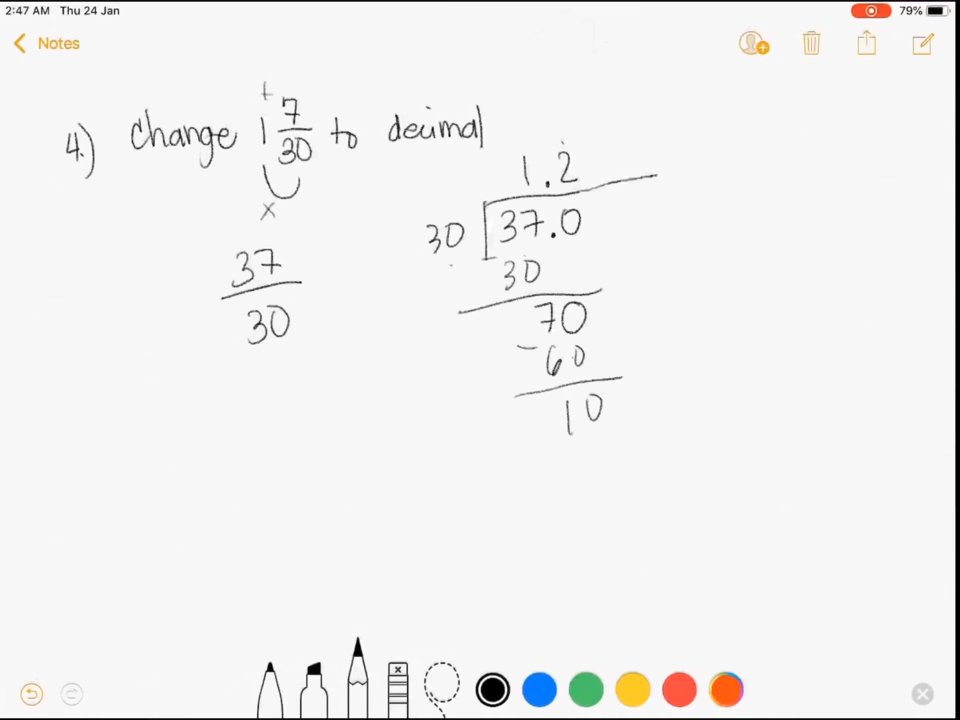 2:47 AM Thu 24 Jan 79%
Notes
4.) change 1 7/30 to decimal
+
x
37
30
1.2
30 37.0
30
70
-60
10